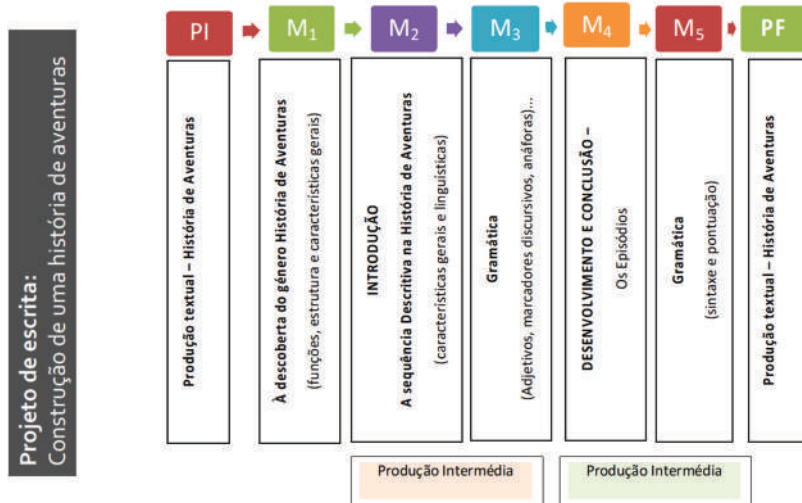 Projeto de escrita:
Construção de uma história de aventuras
PI
M₁
M₂
M₃
M₄
M₅
PF
Produção textual – História de Aventuras
À descoberta do género História de Aventuras
(funções, estrutura e características gerais)
INTRODUÇÃO
A sequência Descritiva na História de Aventuras
(características gerais e linguísticas)
Gramática
(Adjetivos, marcadores discursivos, anáforas)...
DESENVOLVIMENTO E CONCLUSÃO –
Os Episódios
Gramática
(sintaxe e pontuação)
Produção textual – História de Aventuras
Produção Intermédia
Produção Intermédia